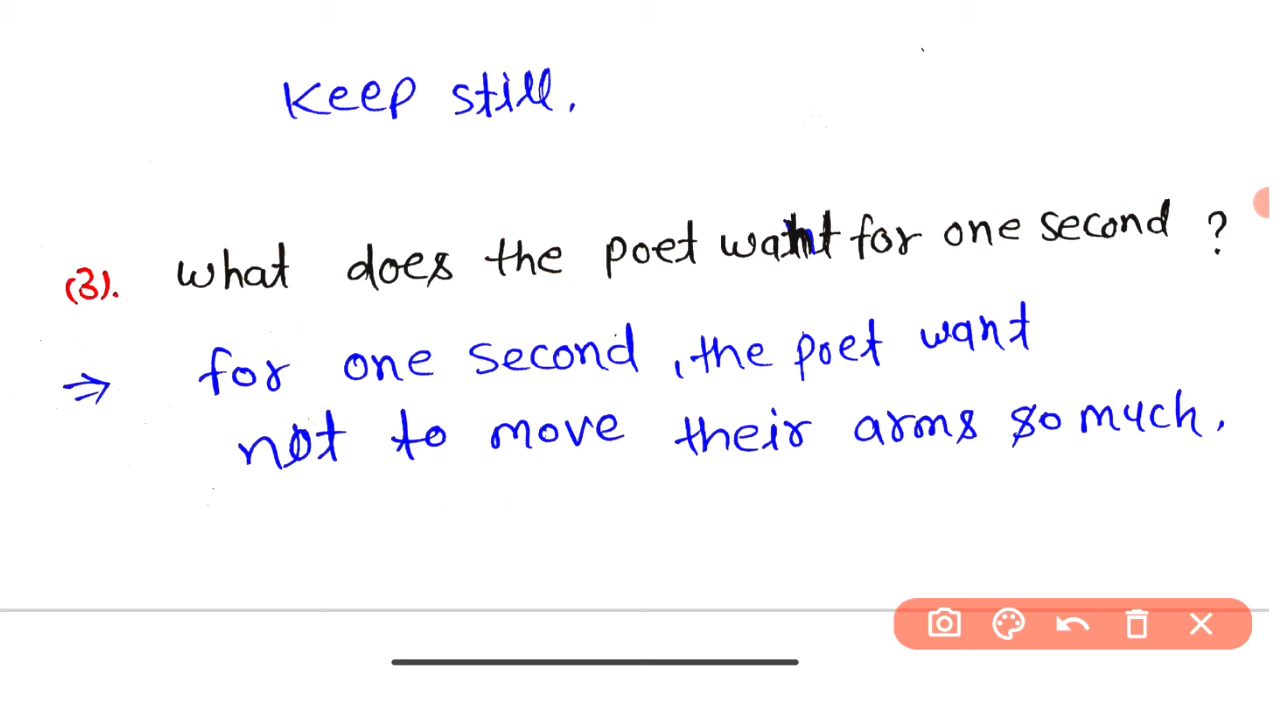 Keep still.
(3). What does the poet want for one second ?
⇒ for one second, the poet want
not to move their arms so much.